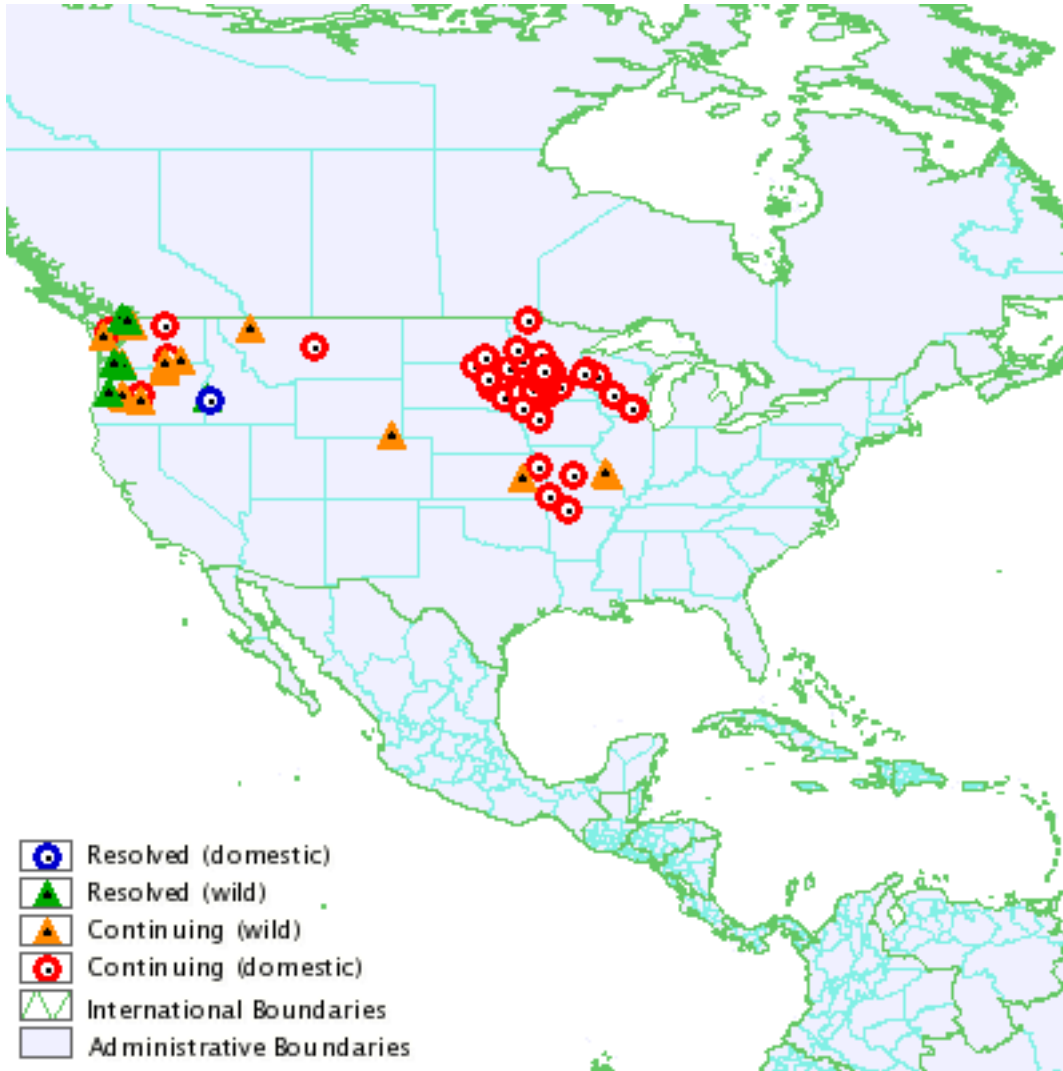 Resolved (domestic)
Resolved (wild)
Continuing (wild)
Continuing (domestic)
International Boundaries
Administrative Boundaries